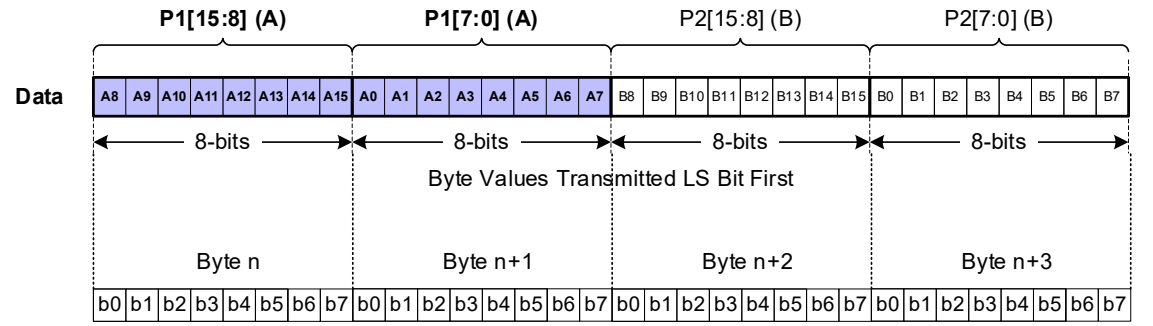 P1[15:8] (A) P1[7:0] (A) P2[15:8] (B) P2[7:0] (B)
Data A8 A9 A10 A11 A12 A13 A14 A15 A0 A1 A2 A3 A4 A5 A6 A7 B8 B9 B10 B11 B12 B13 B14 B15 B0 B1 B2 B3 B4 B5 B6 B7
8-bits 8-bits 8-bits 8-bits
Byte Values Transmitted LS Bit First
Byte n Byte n+1 Byte n+2 Byte n+3
b0 b1 b2 b3 b4 b5 b6 b7 b0 b1 b2 b3 b4 b5 b6 b7 b0 b1 b2 b3 b4 b5 b6 b7 b0 b1 b2 b3 b4 b5 b6 b7